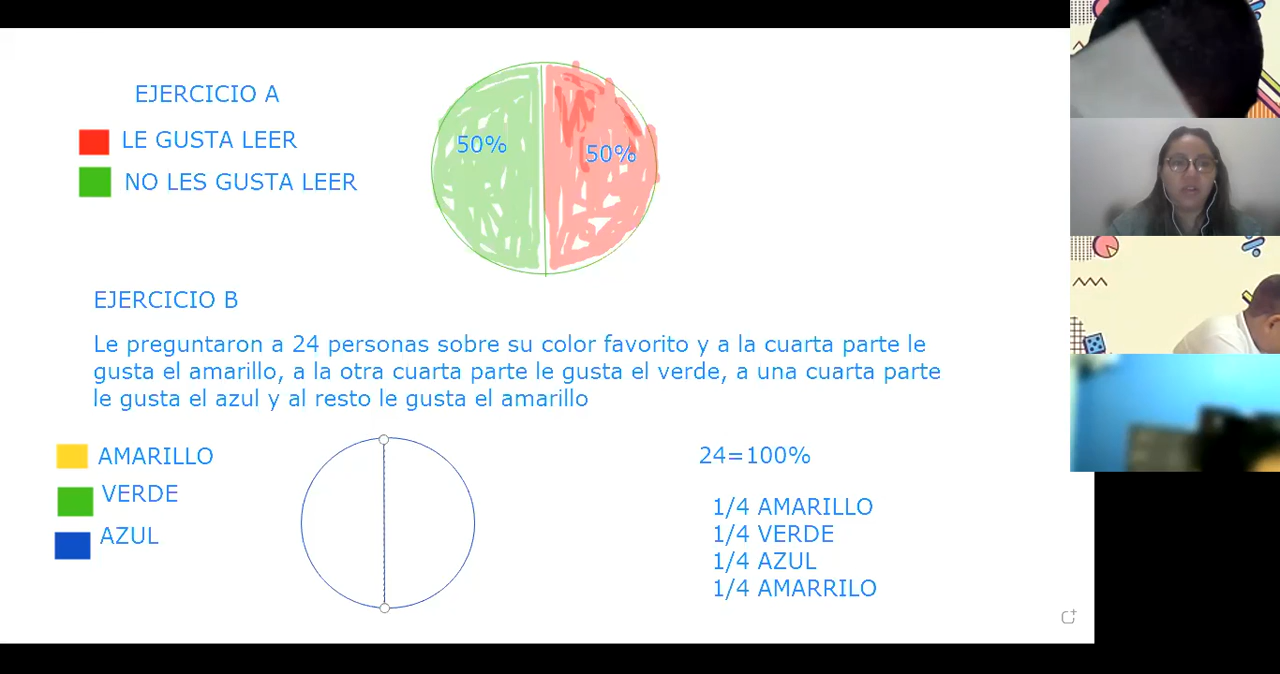 EJERCICIO A
LE GUSTA LEER
NO LES GUSTA LEER
50%
50%
EJERCICIO B
Le preguntaron a 24 personas sobre su color favorito y a la cuarta parte le
gusta el amarillo, a la otra cuarta parte le gusta el verde, a una cuarta parte
le gusta el azul y al resto le gusta el amarillo
AMARILLO
VERDE
AZUL
24=100%
1/4 AMARILLO
1/4 VERDE
1/4 AZUL
1/4 AMARRILO